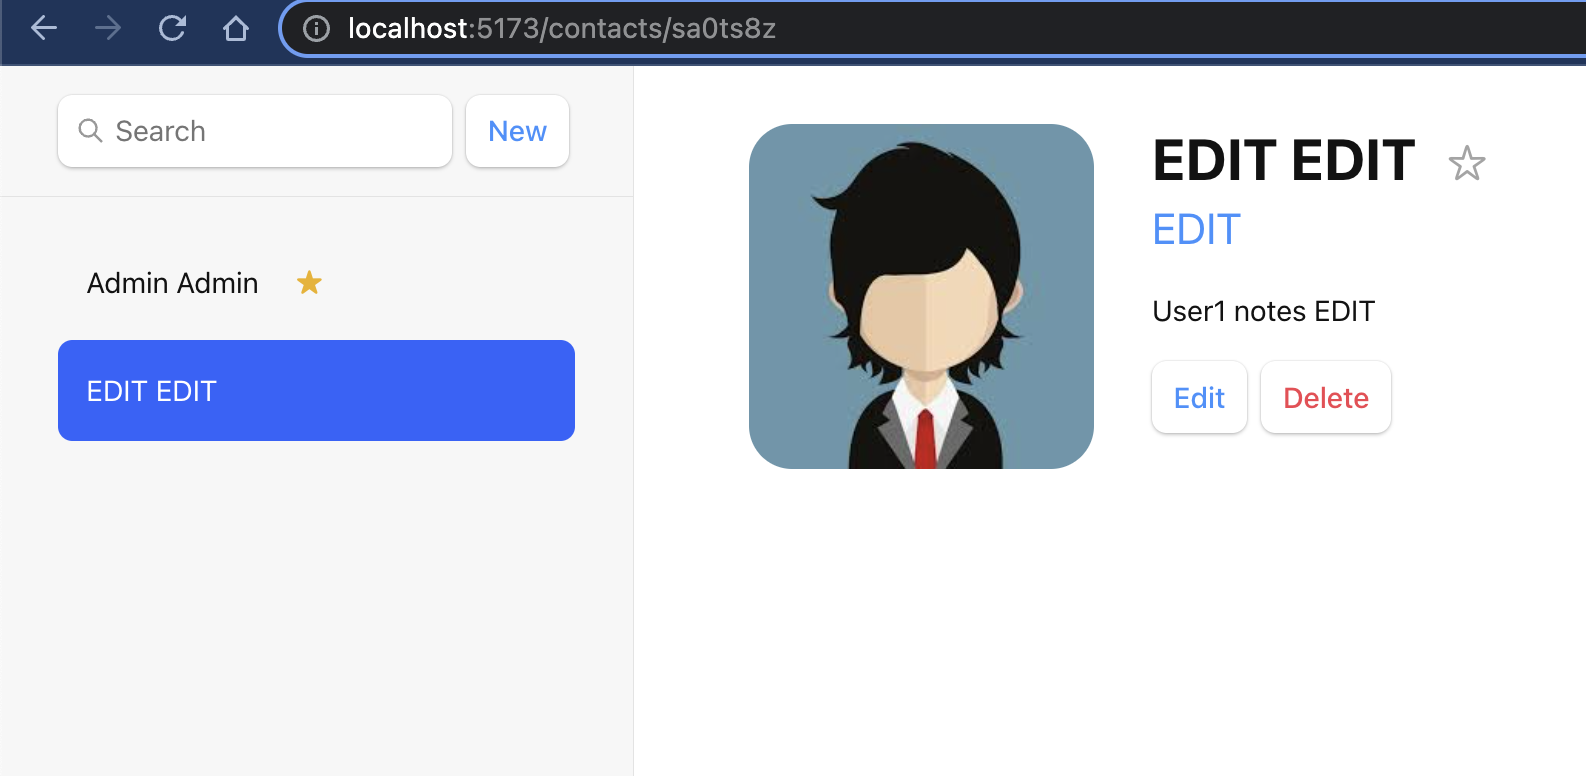 localhost:5173/contacts/sa0ts8z
Search
New
Admin Admin
EDIT EDIT
EDIT EDIT
EDIT
User1 notes EDIT
Edit
Delete